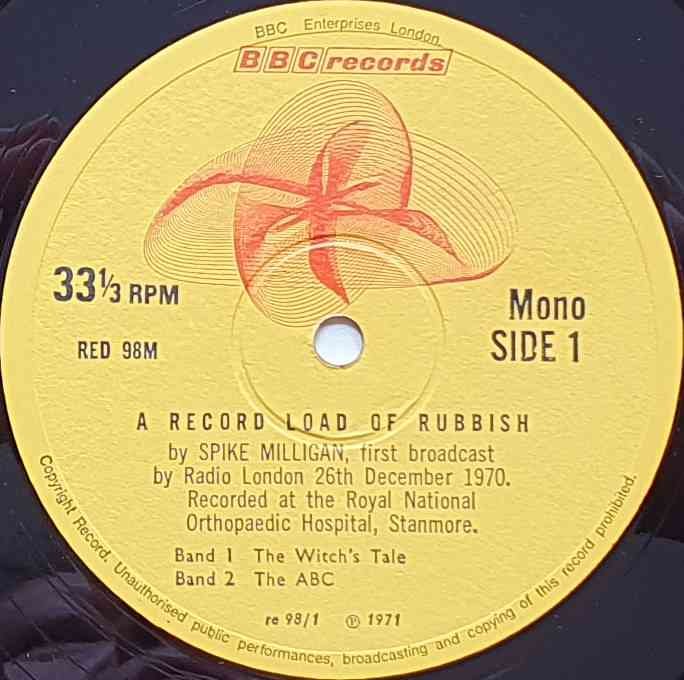 BBC Enterprises London
BBC records
33⅓ RPM
Mono
RED 98M
SIDE 1
A RECORD LOAD OF RUBBISH
by SPIKE MILLIGAN, first broadcast
by Radio London 26th December 1970.
Recorded at the Royal National
Orthopaedic Hospital, Stanmore.
Band 1 The Witch's Tale
Band 2 The ABC
re 98/1 ℗ 1971
Copyright Record. Unauthorised public performances, broadcasting and copying of this record prohibited.